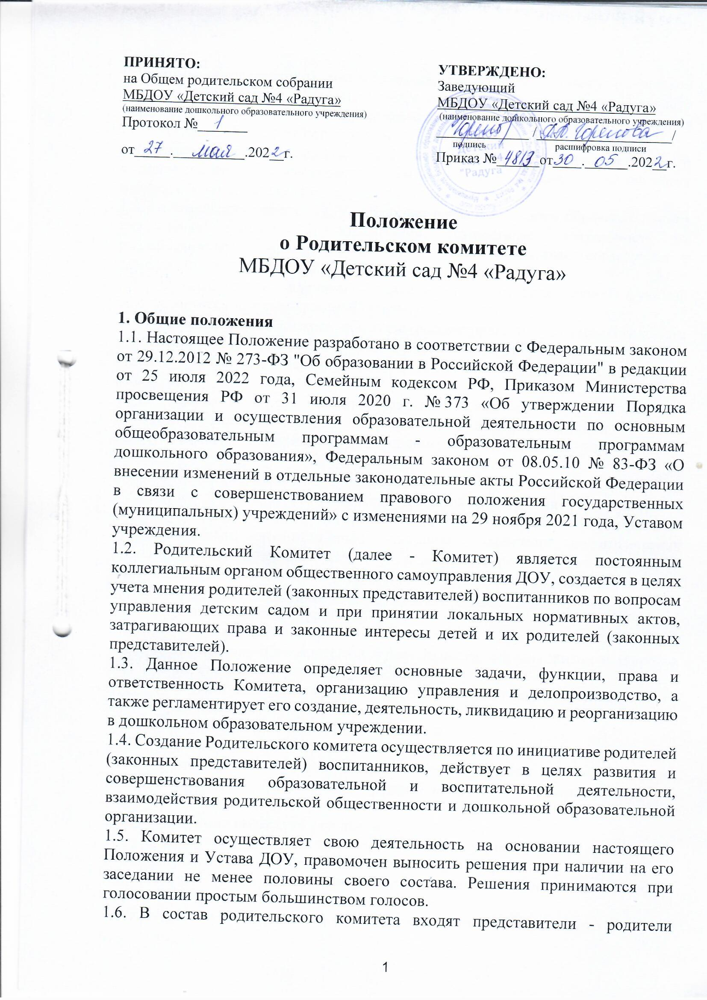 ПРИНЯТО:
на Общем родительском собрании
МБДОУ «Детский сад №4 «Радуга»
(наименование дошкольного образовательного учреждения)
Протокол № 1
от 27 . мая .2022 г.
УТВЕРЖДЕНО:
Заведующий
МБДОУ «Детский сад №4 «Радуга»
(наименование дошкольного образовательного учреждения)
/ /
подпись расшифровка подписи
Приказ № 48/3 от 30 . 05 .2022 г.
Детский
"Радуга
Положение
о Родительском комитете
МБДОУ «Детский сад №4 «Радуга»
1. Общие положения
1.1. Настоящее Положение разработано в соответствии с Федеральным законом
от 29.12.2012 № 273-ФЗ "Об образовании в Российской Федерации" в редакции
от 25 июля 2022 года, Семейным кодексом РФ, Приказом Министерства
просвещения РФ от 31 июля 2020 г. № 373 «Об утверждении Порядка
организации и осуществления образовательной деятельности по основным
общеобразовательным программам - образовательным программам
дошкольного образования», Федеральным законом от 08.05.10 № 83-ФЗ «О
внесении изменений в отдельные законодательные акты Российской Федерации
в связи с совершенствованием правового положения государственных
(муниципальных) учреждений» с изменениями на 29 ноября 2021 года, Уставом
учреждения.
1.2. Родительский Комитет (далее - Комитет) является постоянным
коллегиальным органом общественного самоуправления ДОУ, создается в целях
учета мнения родителей (законных представителей) воспитанников по вопросам
управления детским садом и при принятии локальных нормативных актов,
затрагивающих права и законные интересы детей и их родителей (законных
представителей).
1.3. Данное Положение определяет основные задачи, функции, права и
ответственность Комитета, организацию управления и делопроизводство, а
также регламентирует его создание, деятельность, ликвидацию и реорганизацию
в дошкольном образовательном учреждении.
1.4. Создание Родительского комитета осуществляется по инициативе родителей
(законных представителей) воспитанников, действует в целях развития и
совершенствования образовательной и воспитательной деятельности,
взаимодействия родительской общественности и дошкольной образовательной
организации.
1.5. Комитет осуществляет свою деятельность на основании настоящего
Положения и Устава ДОУ, правомочен выносить решения при наличии на его
заседании не менее половины своего состава. Решения принимаются при
голосовании простым большинством голосов.
1.6. В состав родительского комитета входят представители - родители
1